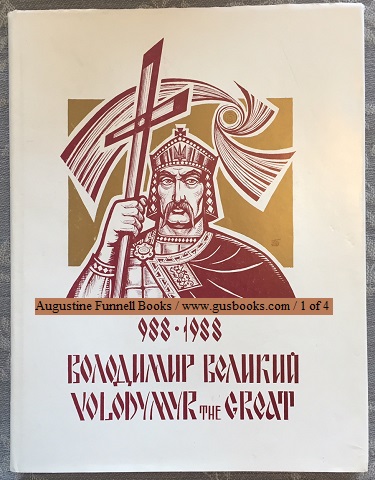 Augustine Funnell Books / www.gusbooks.com / 1 of 4
988 · 1988
ВОЛОДИМИР ВЕЛИКИЙ
VOLODYMYR THE GREAT